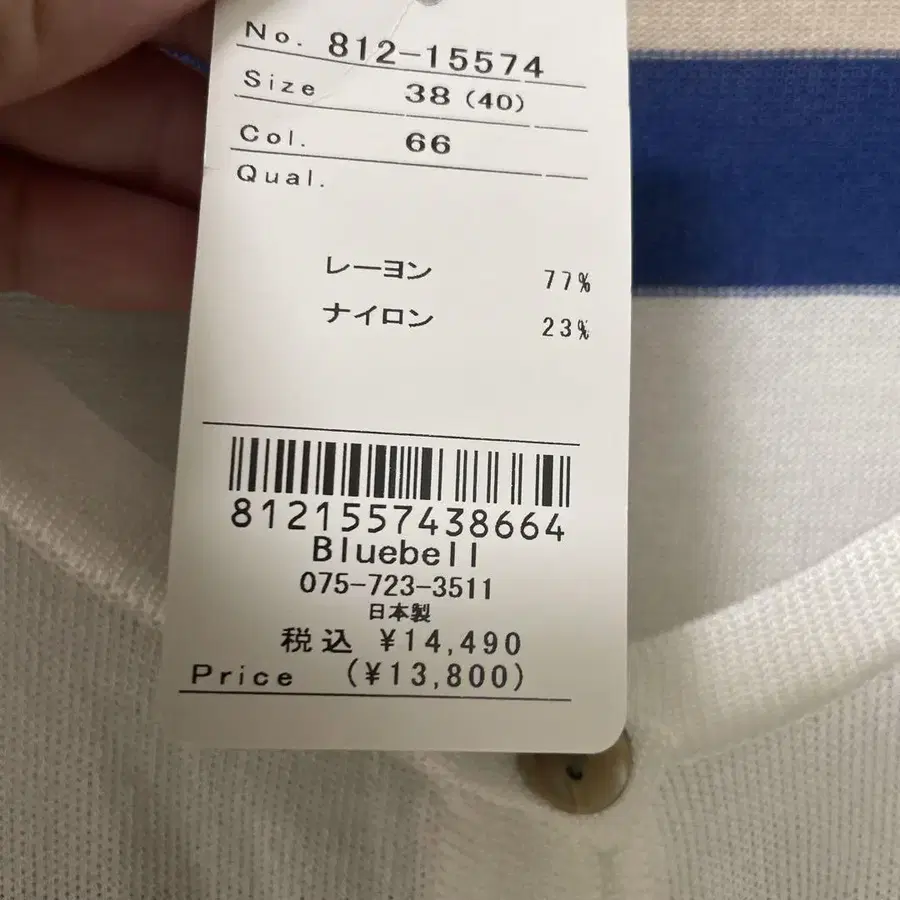 No. 812-15574
Size 38 (40)
Col. 66
Qual.
レーヨン 77%
ナイロン 23%
8121557438664
Bluebell
075-723-3511
日本製
税込 ¥14,490
Price (¥13,800)